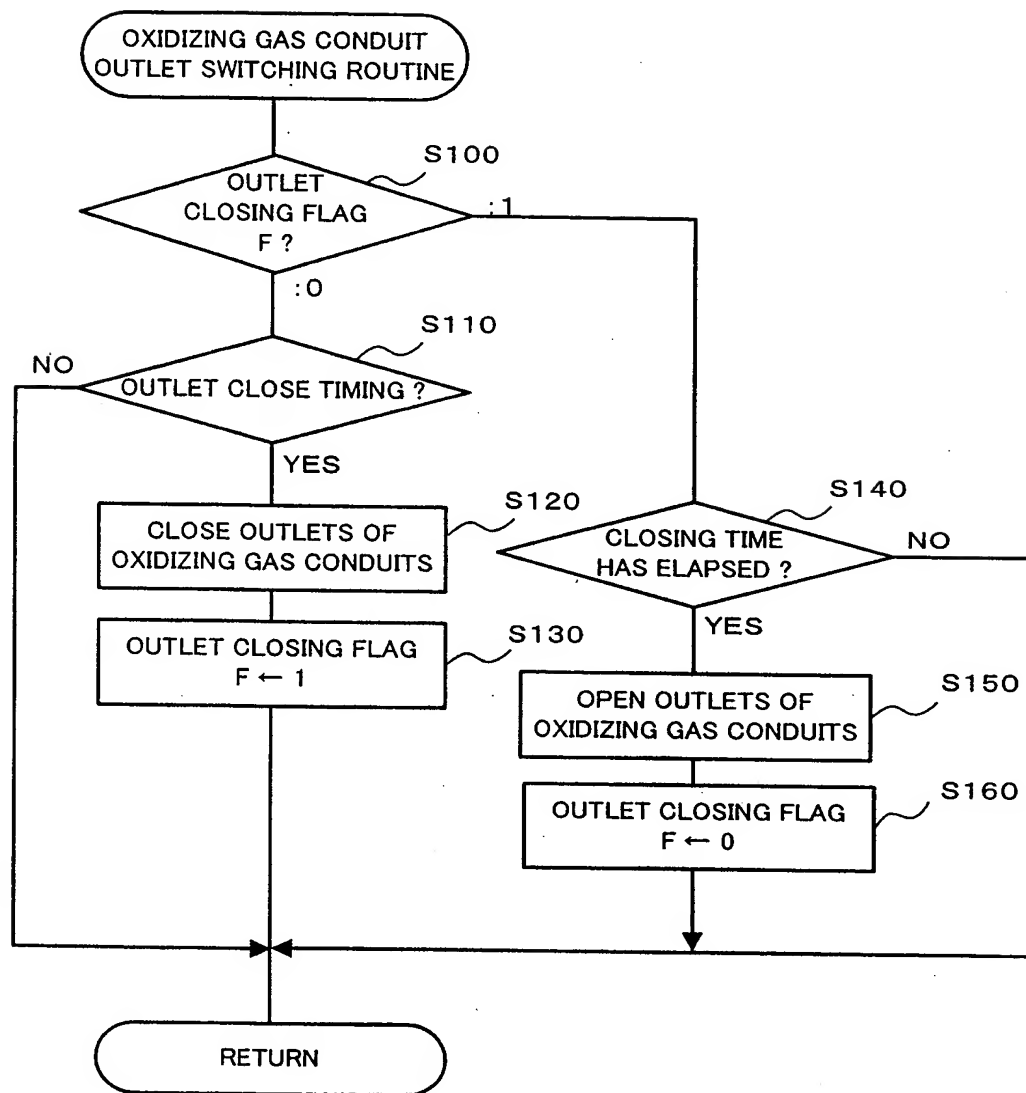 OXIDIZING GAS CONDUIT
OUTLET SWITCHING ROUTINE
S100
OUTLET
CLOSING FLAG
F ?
:1
:0
S110
NO
OUTLET CLOSE TIMING ?
YES
S120
CLOSE OUTLETS OF
OXIDIZING GAS CONDUITS
S140
CLOSING TIME
HAS ELAPSED ?
NO
YES
S130
OUTLET CLOSING FLAG
F ← 1
S150
OPEN OUTLETS OF
OXIDIZING GAS CONDUITS
S160
OUTLET CLOSING FLAG
F ← 0
RETURN